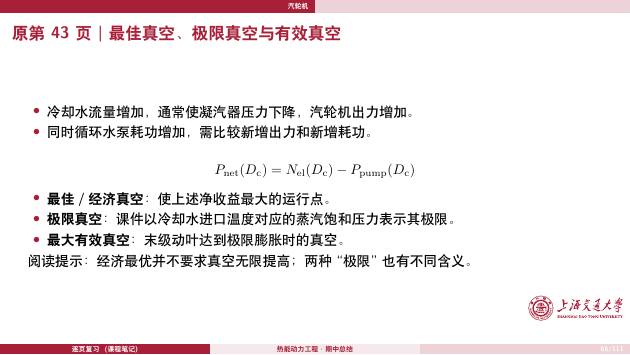 汽轮机
原第 43 页 | 最佳真空、极限真空与有效真空
• 冷却水流量增加，通常使凝汽器压力下降，汽轮机出力增加。
• 同时循环水泵耗功增加，需比较新增出力和新增耗功。
P_net(D_c) = N_el(D_c) − P_pump(D_c)
• 最佳 / 经济真空：使上述净收益最大的运行点。
• 极限真空：课件以冷却水进口温度对应的蒸汽饱和压力表示其极限。
• 最大有效真空：末级动叶达到极限膨胀时的真空。
阅读提示：经济最优并不要求真空无限提高；两种 “极限” 也有不同含义。
上海交通大学
SHANGHAI JIAO TONG UNIVERSITY
逐页复习（课程笔记）
热能动力工程 · 期中总结
66/111